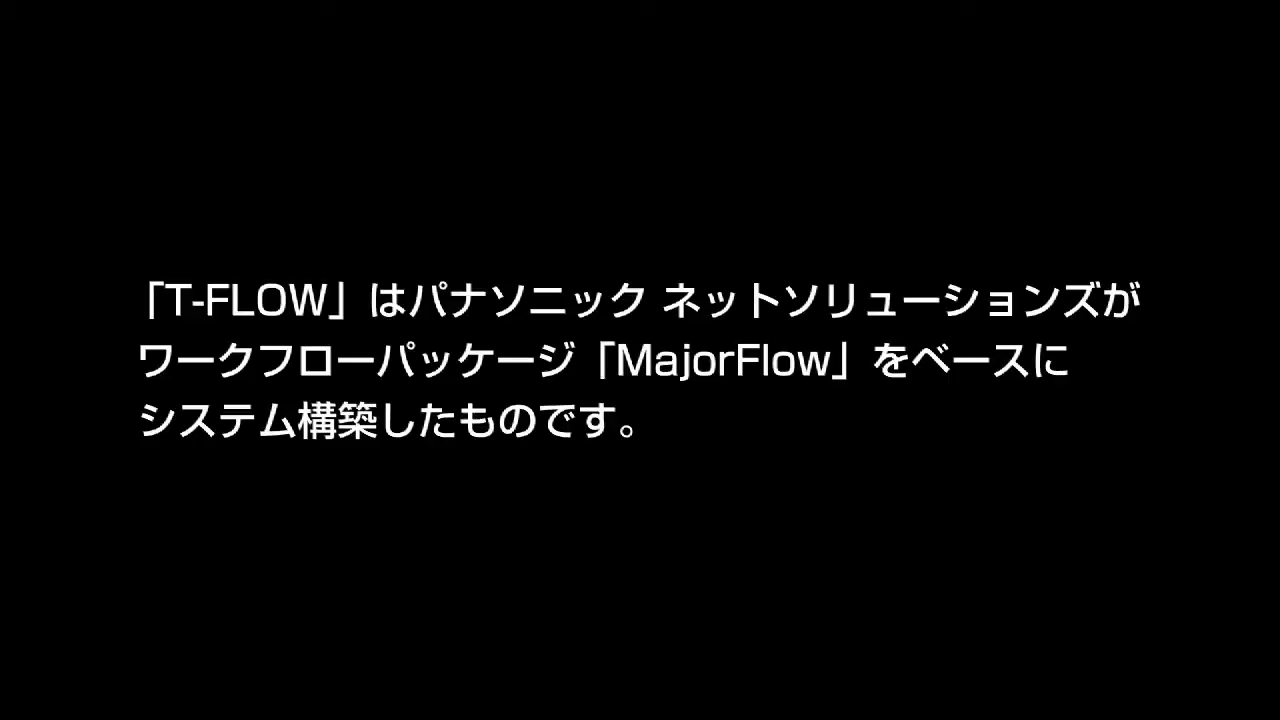 「T-FLOW」はパナソニック ネットソリューションズが
ワークフローパッケージ「MajorFlow」をベースに
システム構築したものです。